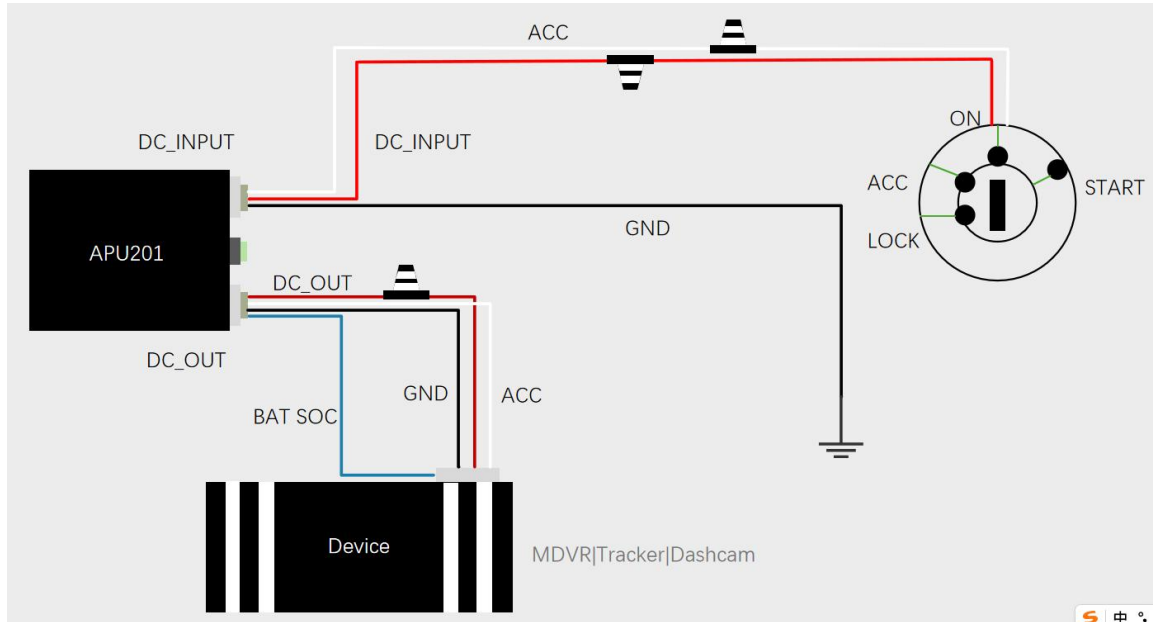 ACC
DC_INPUT
DC_INPUT
ON
ACC
START
GND
LOCK
APU201
DC_OUT
DC_OUT
GND
ACC
BAT SOC
Device
MDVR|Tracker|Dashcam
S 中 °,